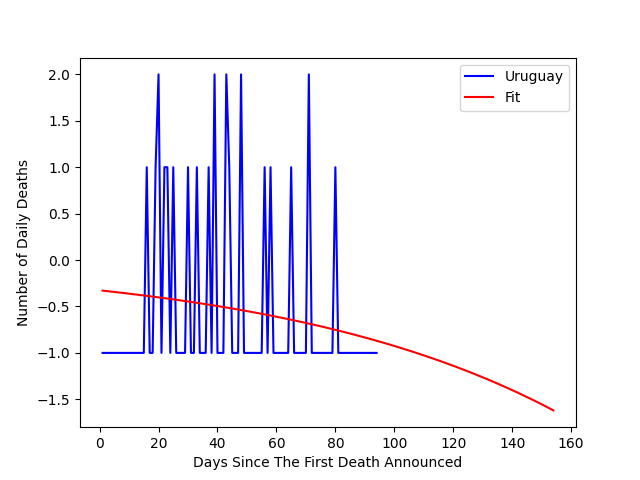 Uruguay
Fit
2.0
1.5
1.0
0.5
0.0
−0.5
−1.0
−1.5
Number of Daily Deaths
0 20 40 60 80 100 120 140 160
Days Since The First Death Announced